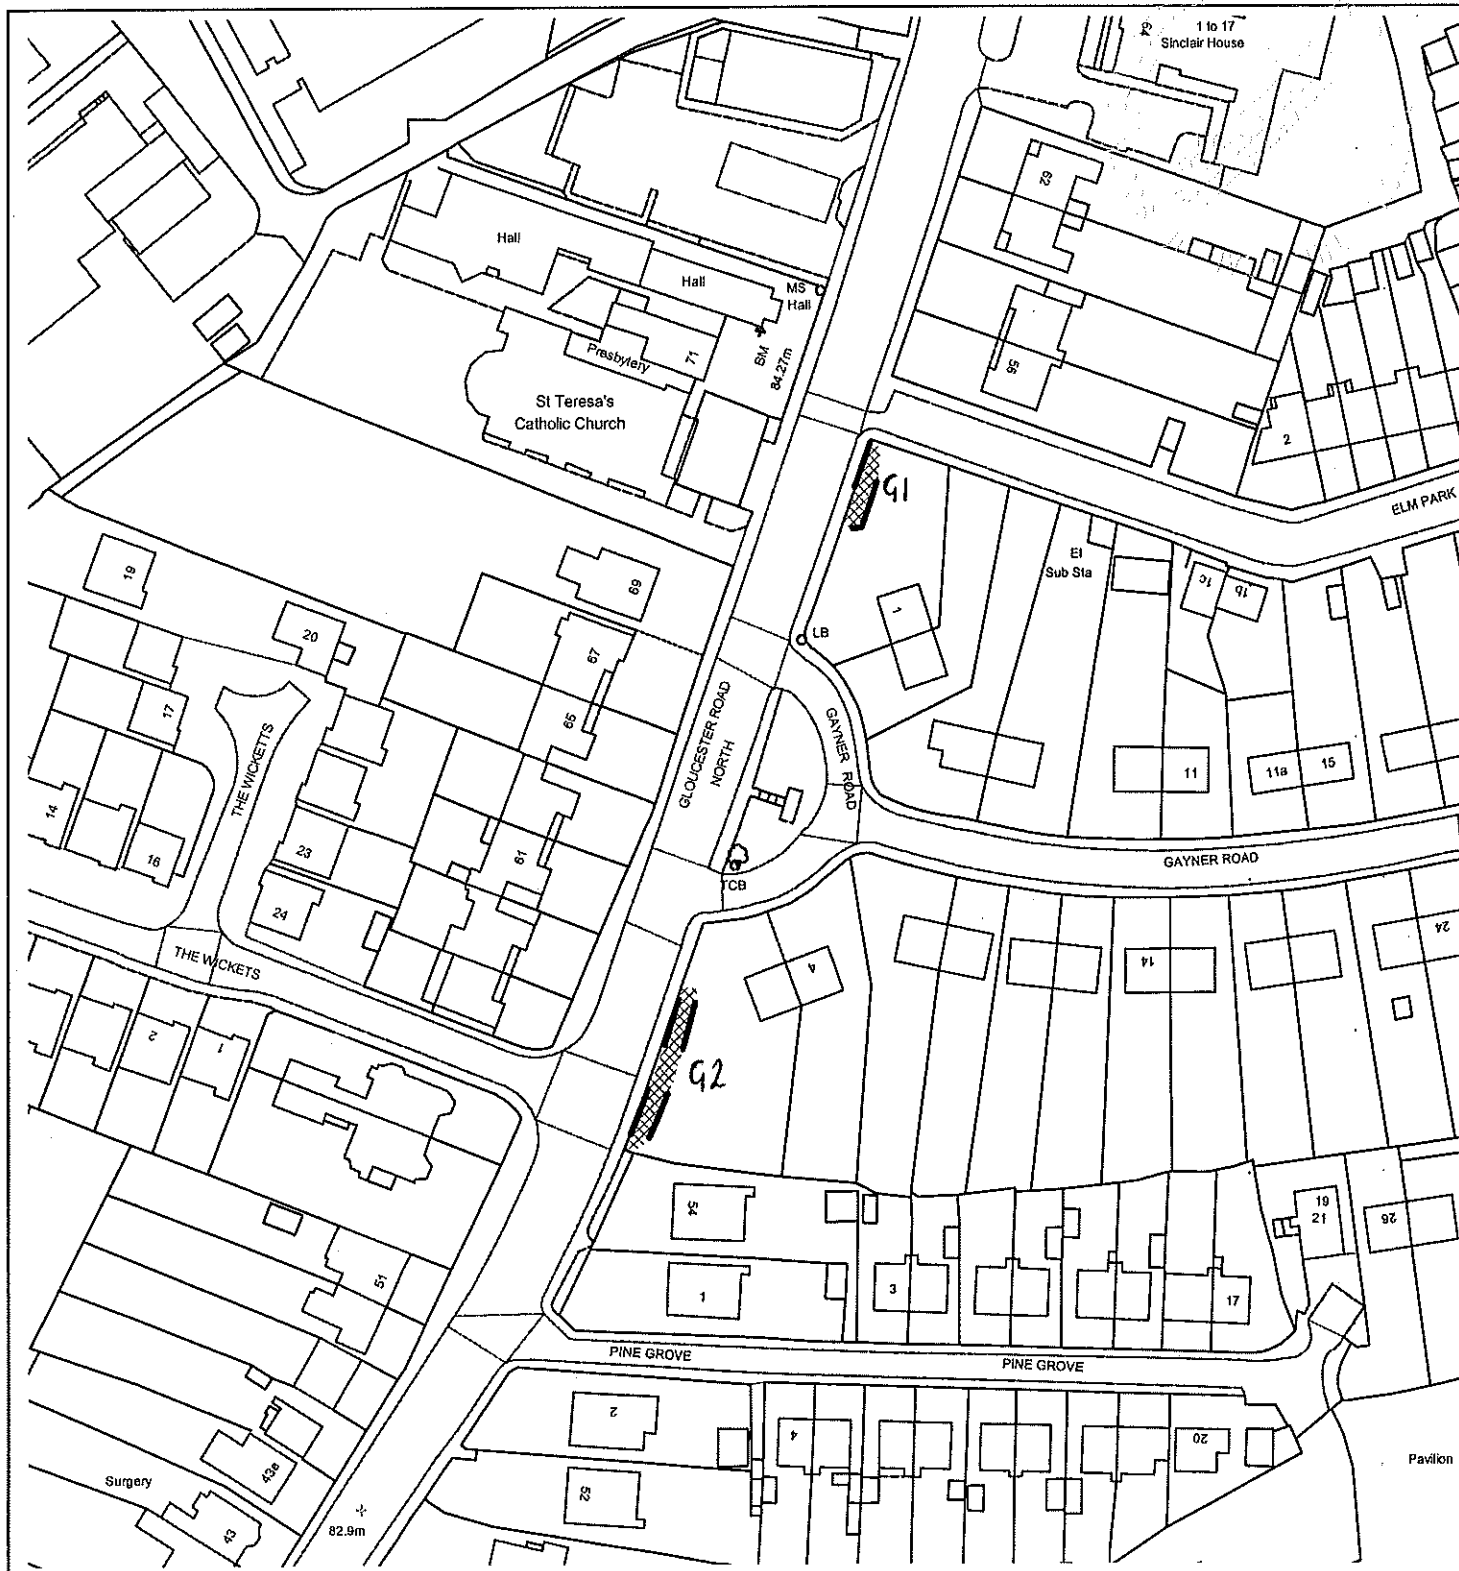 64
1 to 17
Sinclair House
62
Hall
Hall
MS
Hall
BM 84.27m
71
Presbytery
56
St Teresa's
Catholic Church
2
G1
ELM PARK
El
Sub Sta
1c
1b
19
69
1
LB
20
67
17
65
GLOUCESTER ROAD
NORTH
GAYNER ROAD
THE WICKETTS
11
11a
15
14
16
23
61
GAYNER ROAD
TCB
24
THE WICKETS
4
14
24
2
1
G2
54
19
21
26
51
1
3
17
PINE GROVE
PINE GROVE
2
4
20
Pavilion
Surgery
43a
52
43
82.9m